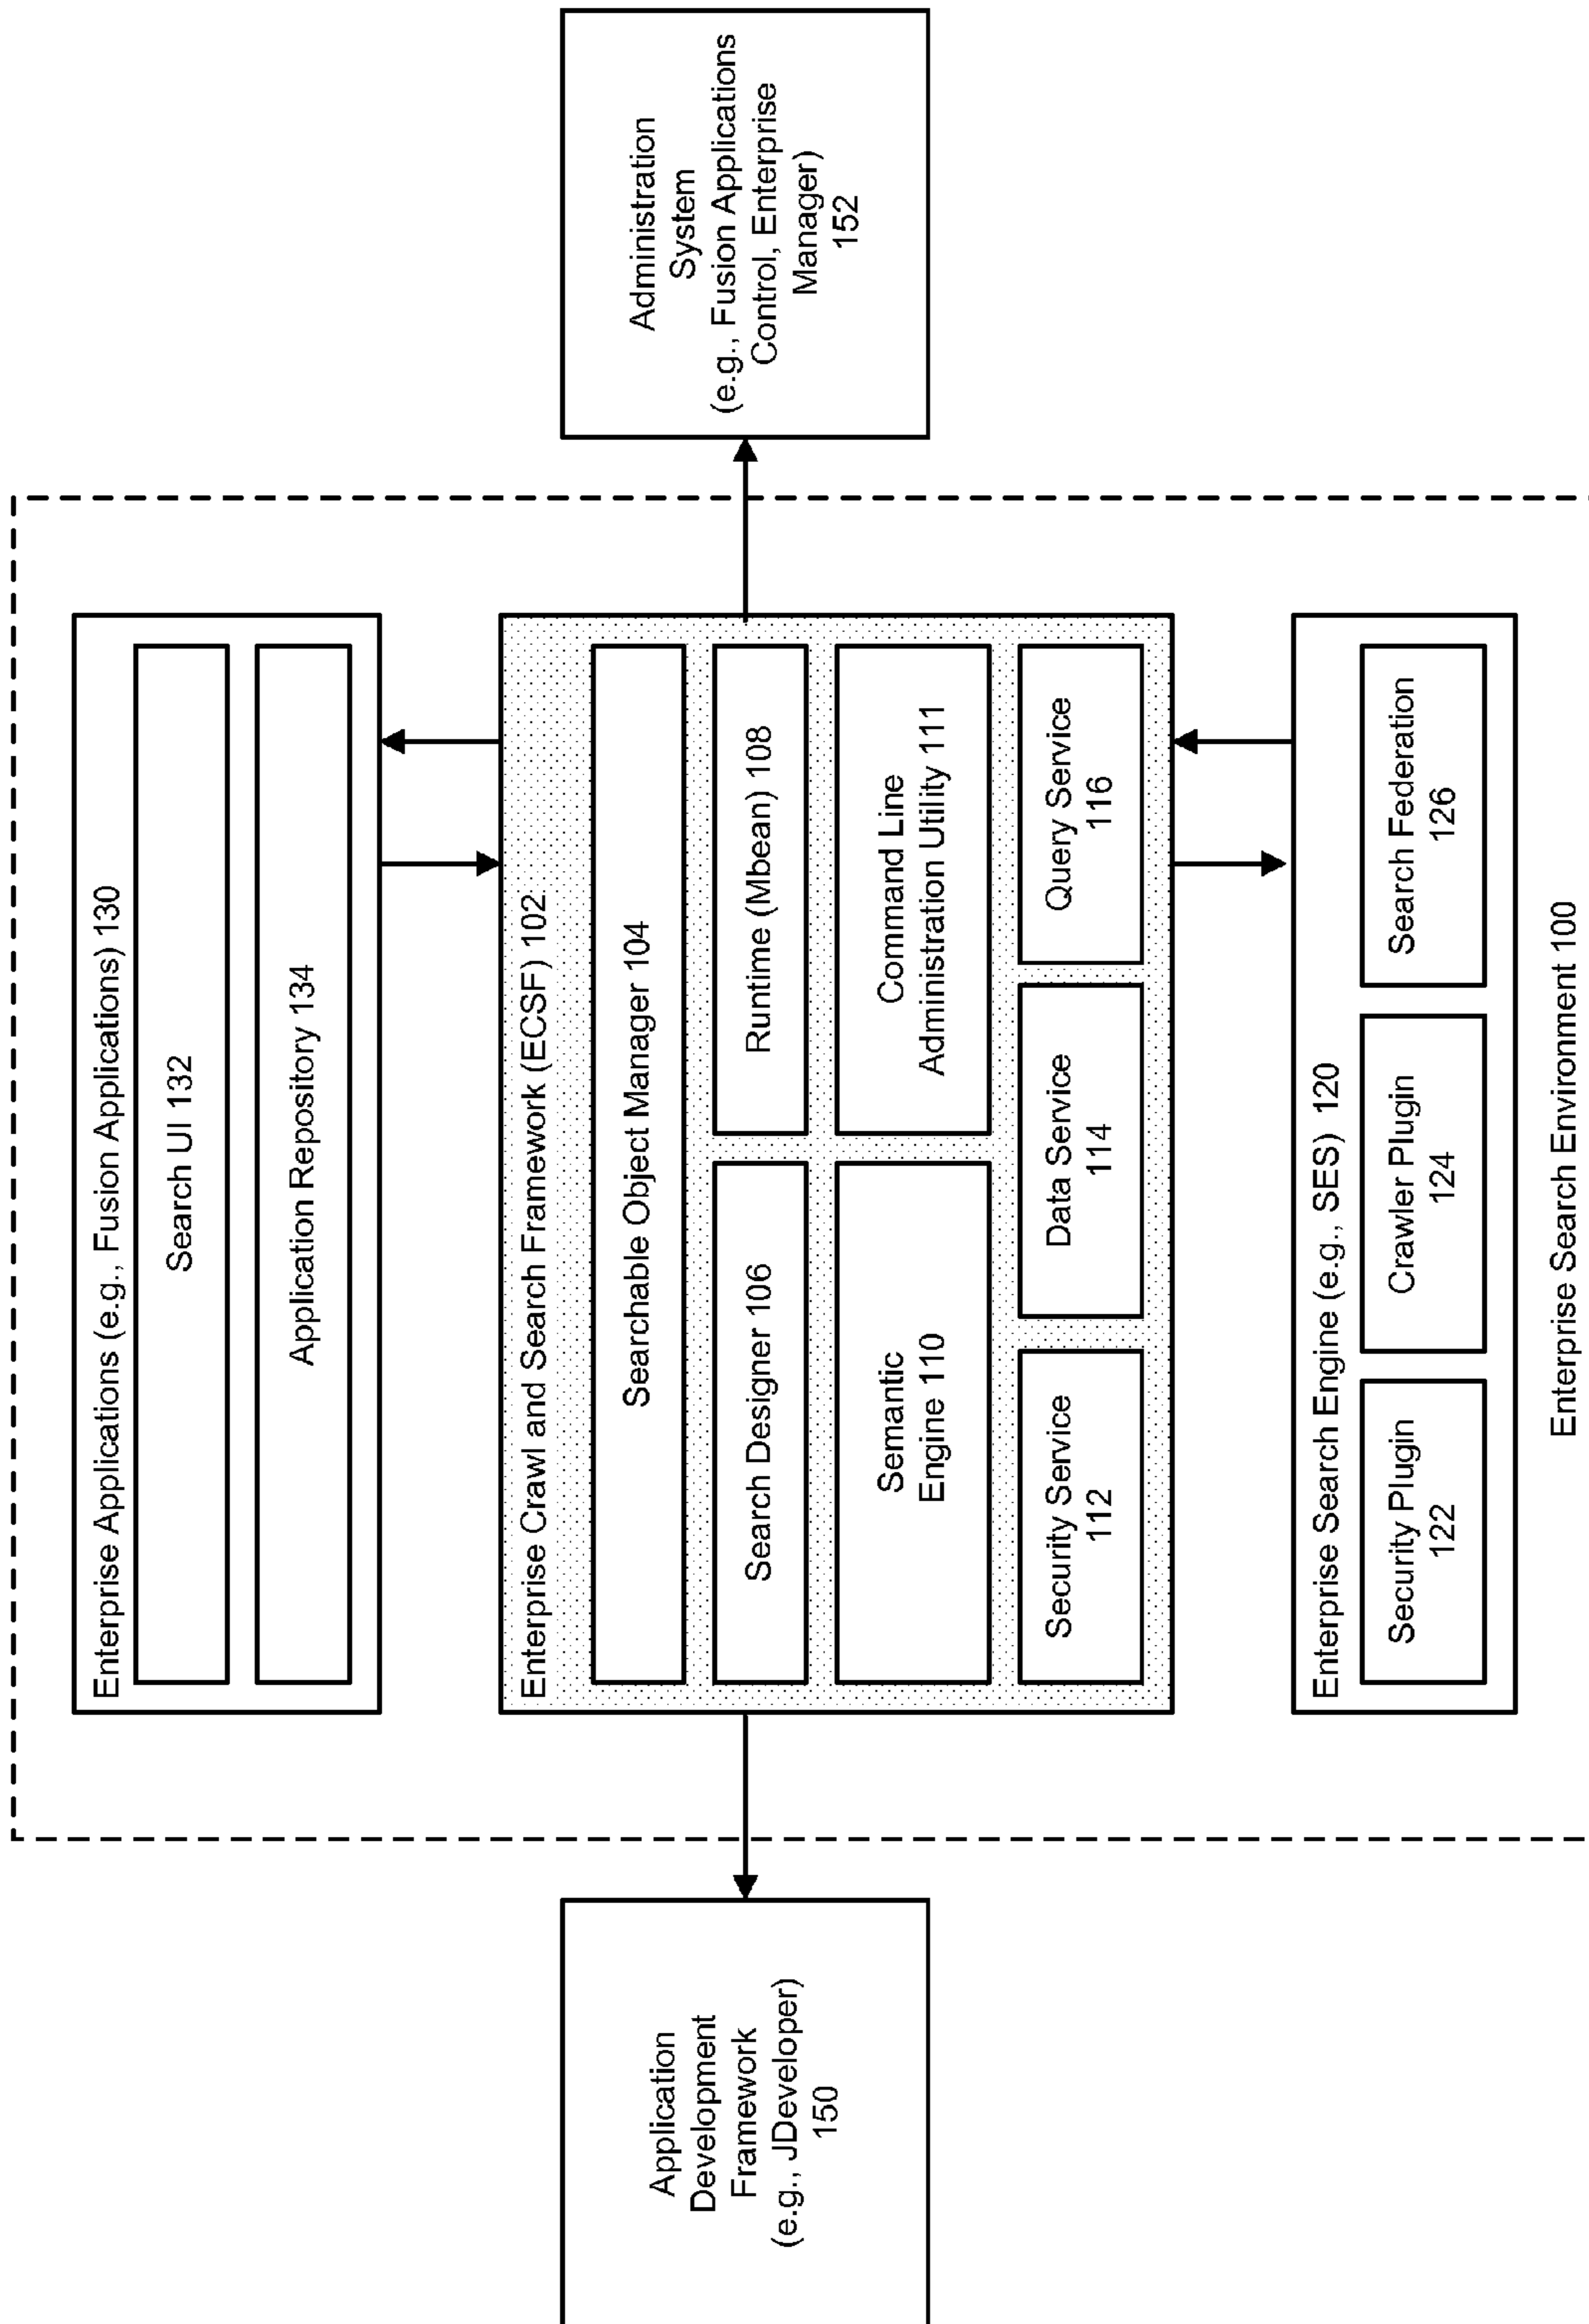 Enterprise Applications (e.g., Fusion Applications) 130
Search UI 132
Application Repository 134
Application
Development
Framework
(e.g., JDeveloper)
150
Enterprise Crawl and Search Framework (ECSF) 102
Searchable Object Manager 104
Search Designer 106
Runtime (Mbean) 108
Semantic
Engine 110
Command Line
Administration Utility 111
Security Service
112
Data Service
114
Query Service
116
Administration
System
(e.g., Fusion Applications
Control, Enterprise
Manager)
152
Enterprise Search Engine (e.g., SES) 120
Security Plugin
122
Crawler Plugin
124
Search Federation
126
Enterprise Search Environment 100